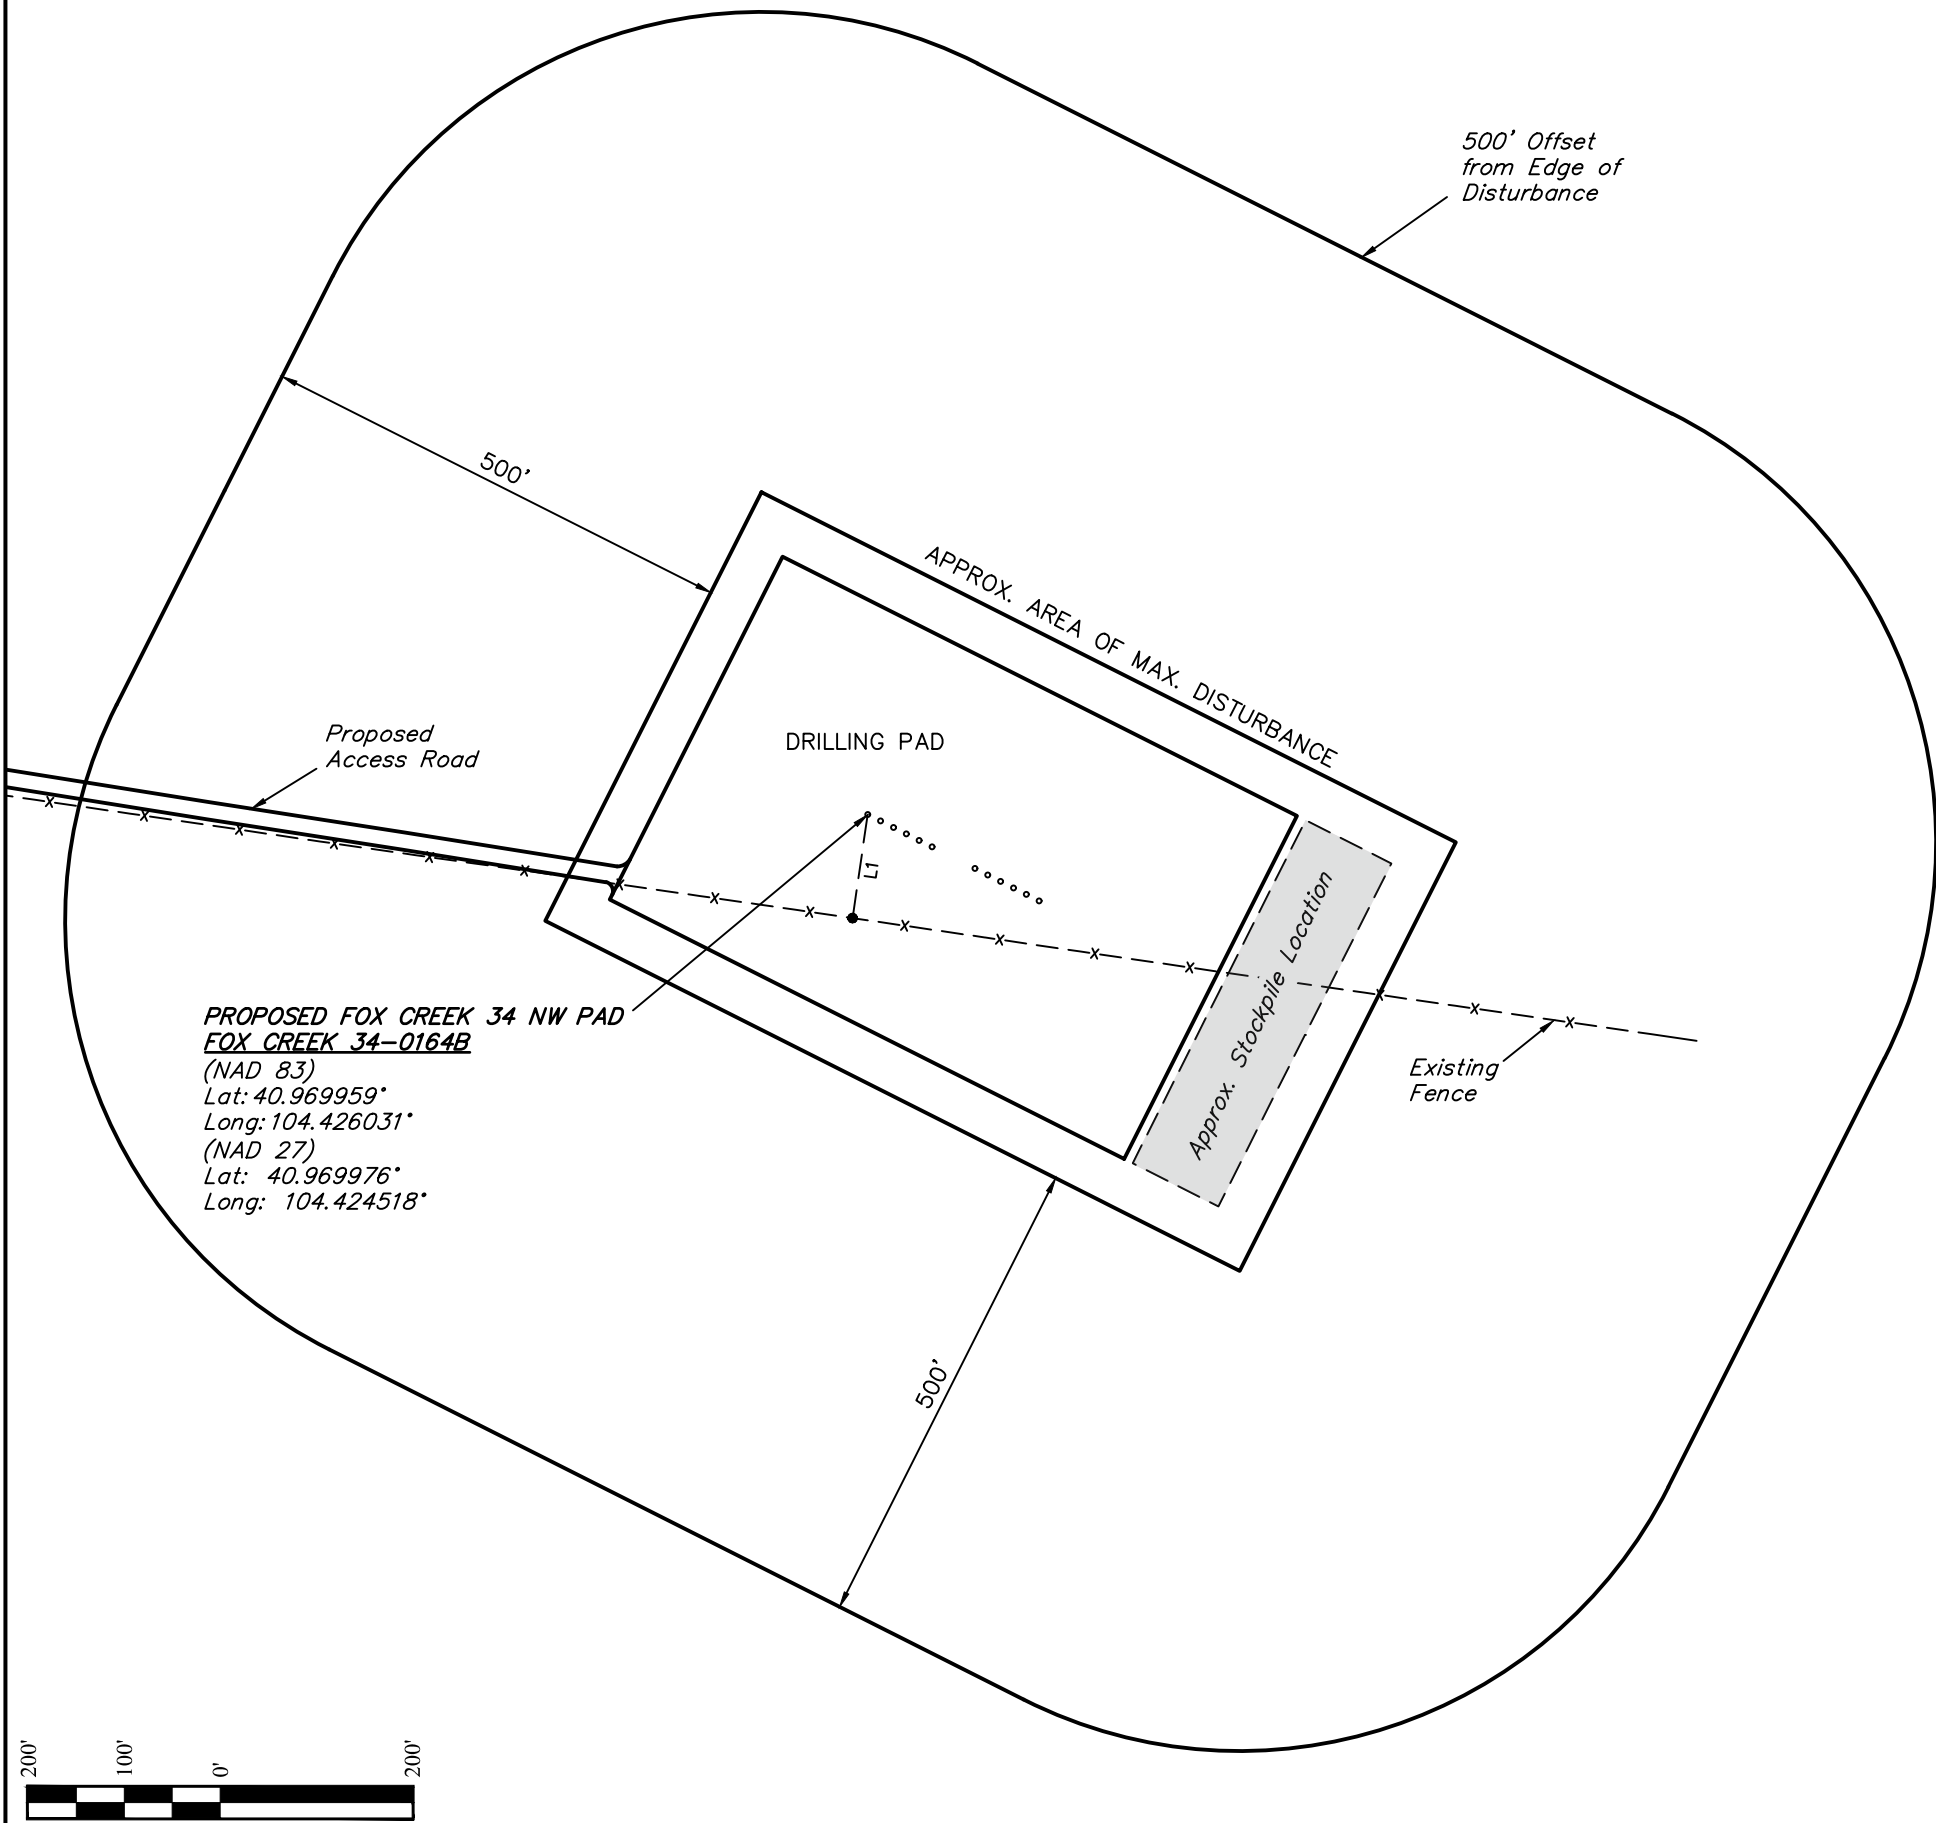 500' Offset
from Edge of
Disturbance
500'
APPROX. AREA OF MAX. DISTURBANCE
Proposed
Access Road
DRILLING PAD
L1
Approx. Stockpile Location
PROPOSED FOX CREEK 34 NW PAD
FOX CREEK 34-0164B
(NAD 83)
Lat: 40.969959°
Long: 104.426031°
(NAD 27)
Lat: 40.969976°
Long: 104.424518°
Existing
Fence
500'
200' 100' 0' 200'